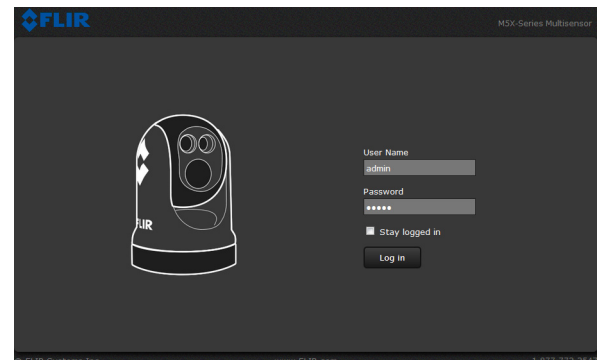 FLIR
M5X-Series Multisensor
FLIR
User Name
admin
Password
•••••
Stay logged in
Log in